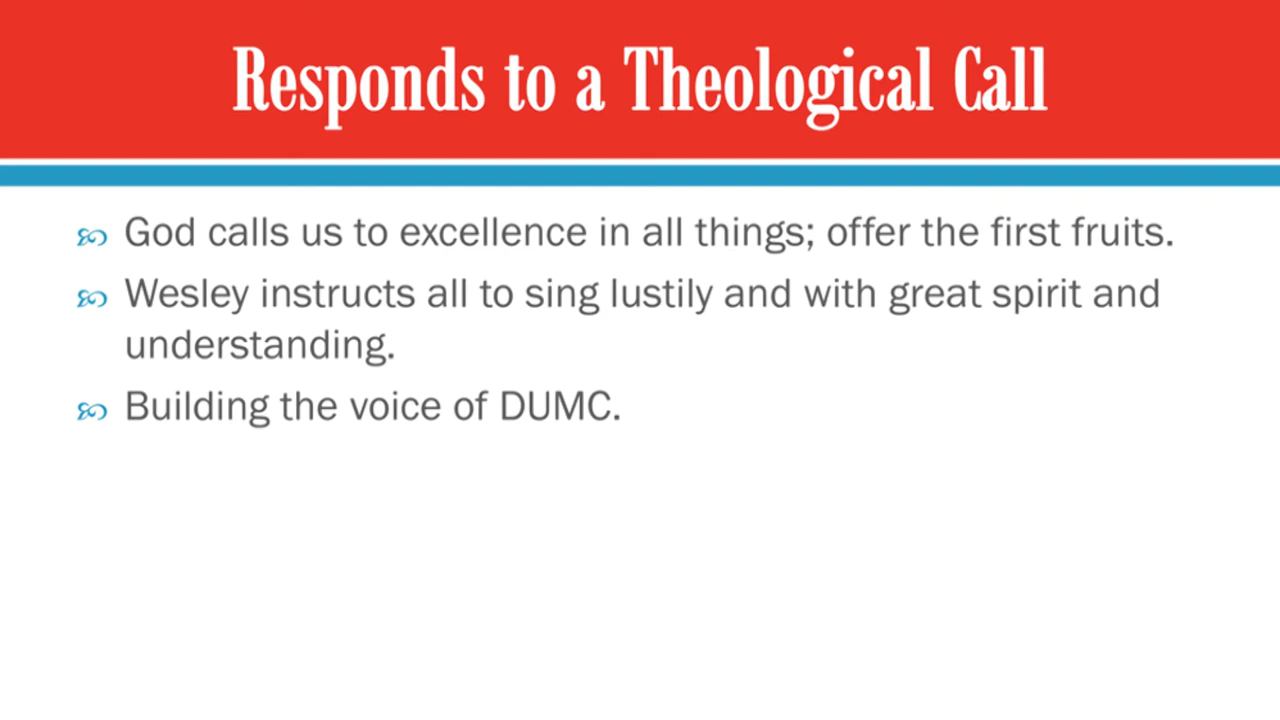 Responds to a Theological Call
God calls us to excellence in all things; offer the first fruits.
Wesley instructs all to sing lustily and with great spirit and
understanding.
Building the voice of DUMC.